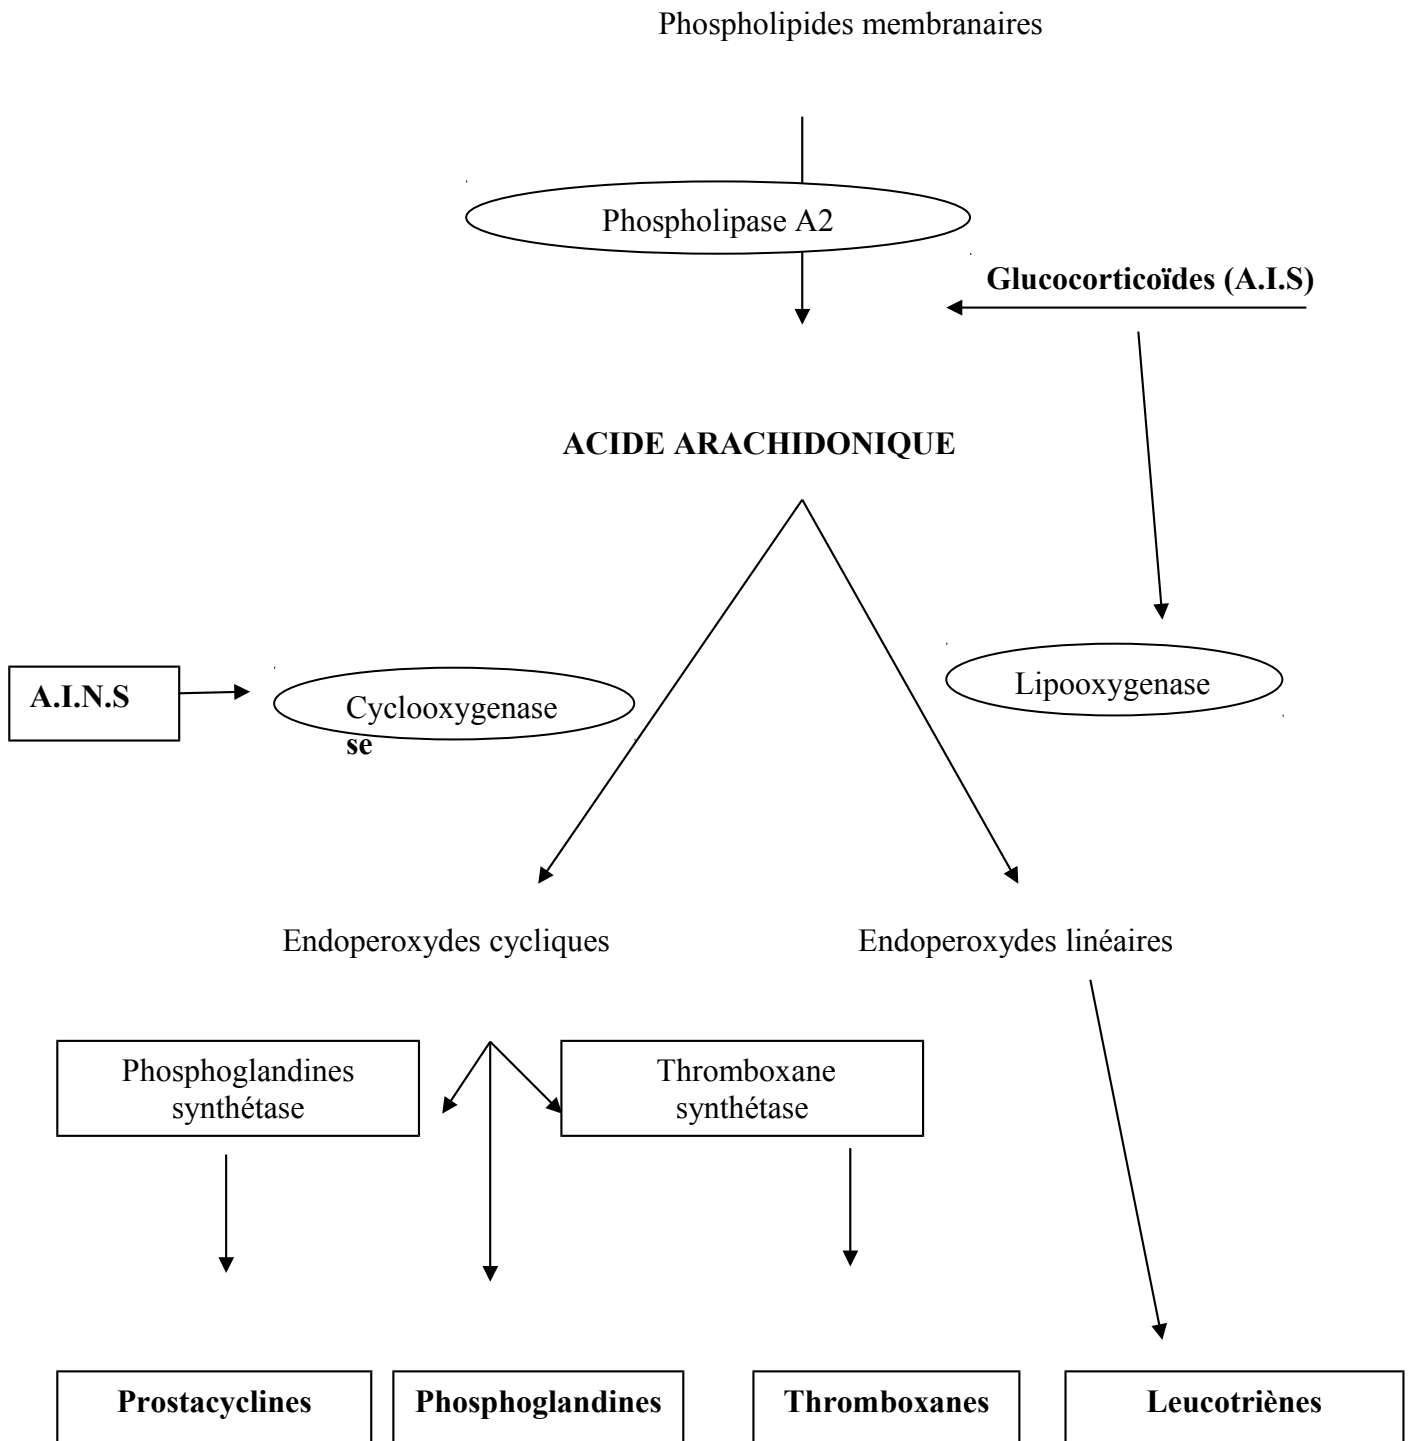 Phospholipides membranaires
Phospholipase A2
Glucocorticoïdes (A.I.S)
ACIDE ARACHIDONIQUE
A.I.N.S
Cyclooxygenase
se
Lipooxygenase
Endoperoxydes cycliques
Endoperoxydes linéaires
Phosphoglandines
synthétase
Thromboxane
synthétase
Prostacyclines
Phosphoglandines
Thromboxanes
Leucotriènes